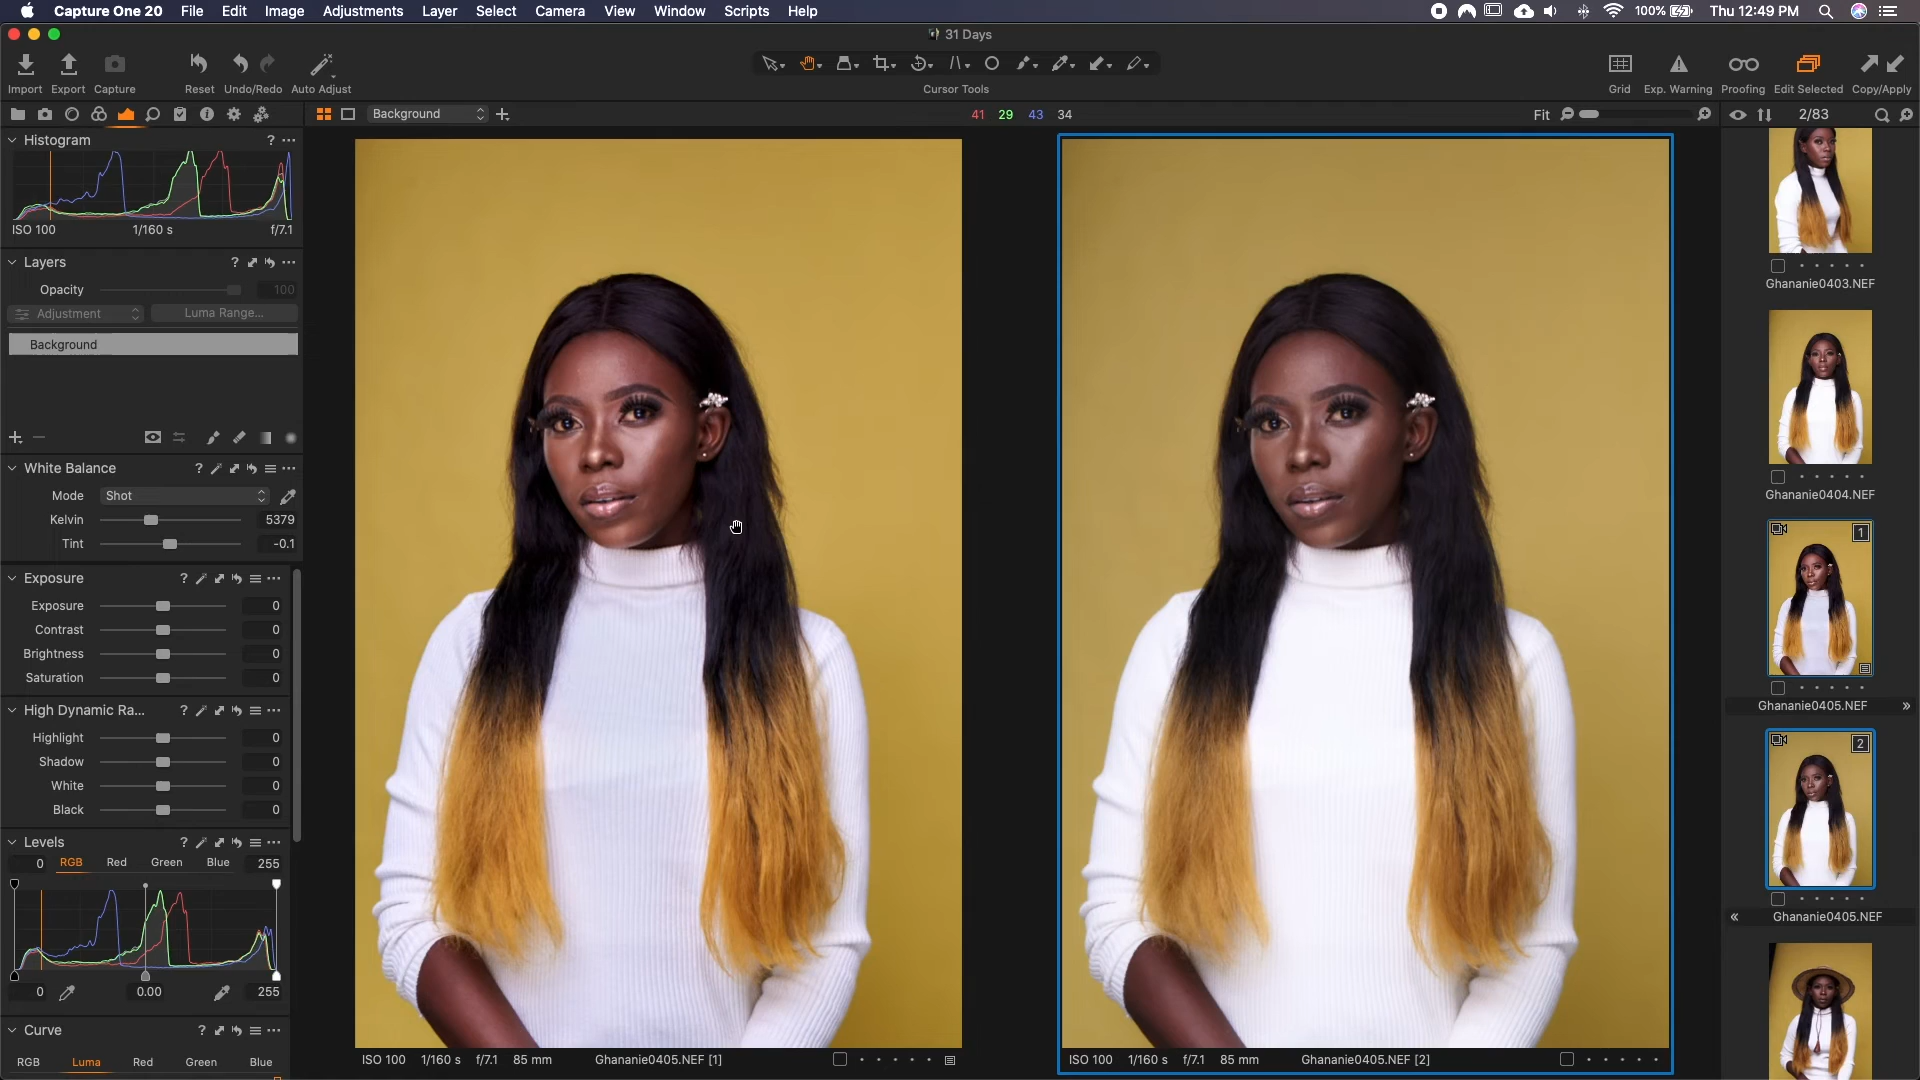 Capture One 20 File Edit Image Adjustments Layer Select Camera View Window Scripts Help 100% Thu 12:49 PM
31 Days
Import Export Capture Reset Undo/Redo Auto Adjust Cursor Tools Grid Exp. Warning Proofing Edit Selected Copy/Apply
Background 41 29 43 34 Fit 2/83
Histogram ?
ISO 100 1/160 s f/7.1
Layers ?
Opacity 100
Adjustment Luma Range...
Background
White Balance ?
Mode Shot
Kelvin 5379
Tint -0.1
Exposure ?
Exposure 0
Contrast 0
Brightness 0
Saturation 0
High Dynamic Ra... ?
Highlight 0
Shadow 0
White 0
Black 0
Levels ?
0 RGB Red Green Blue 255
0 0.00 255
Curve ?
RGB Luma Red Green Blue
ISO 100 1/160 s f/7.1 85 mm Ghananie0405.NEF [1]
ISO 100 1/160 s f/7.1 85 mm Ghananie0405.NEF [2]
Ghananie0403.NEF
Ghananie0404.NEF
1
Ghananie0405.NEF »
2
« Ghananie0405.NEF